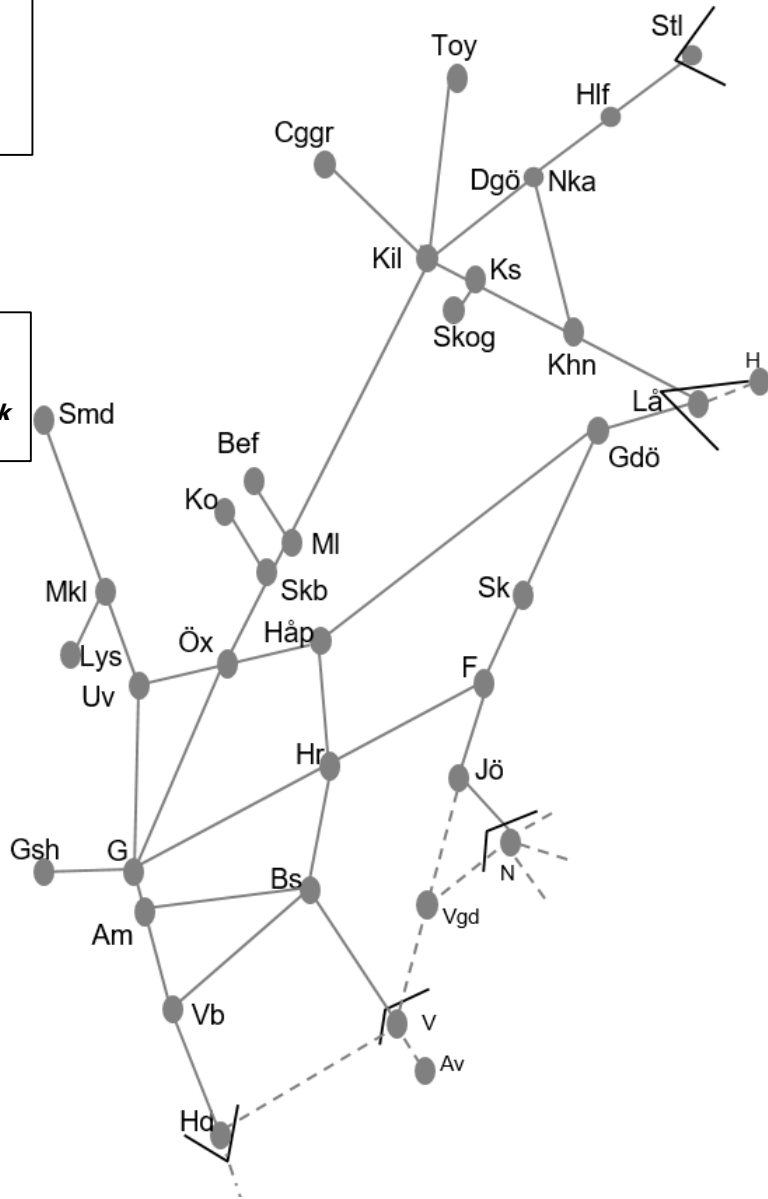 Stl
Toy
Hlf
Cggr
Dgö Nka
Kil
Ks
Skog
Khn
H
Lå
k
Smd
Gdö
Bef
Ko
Ml
Mkl
Skb
Sk
Öx
Håp
Lys
F
Uv
Hr
Jö
Gsh
G
N
Bs
Vgd
Am
Vb
V
Av
Hd